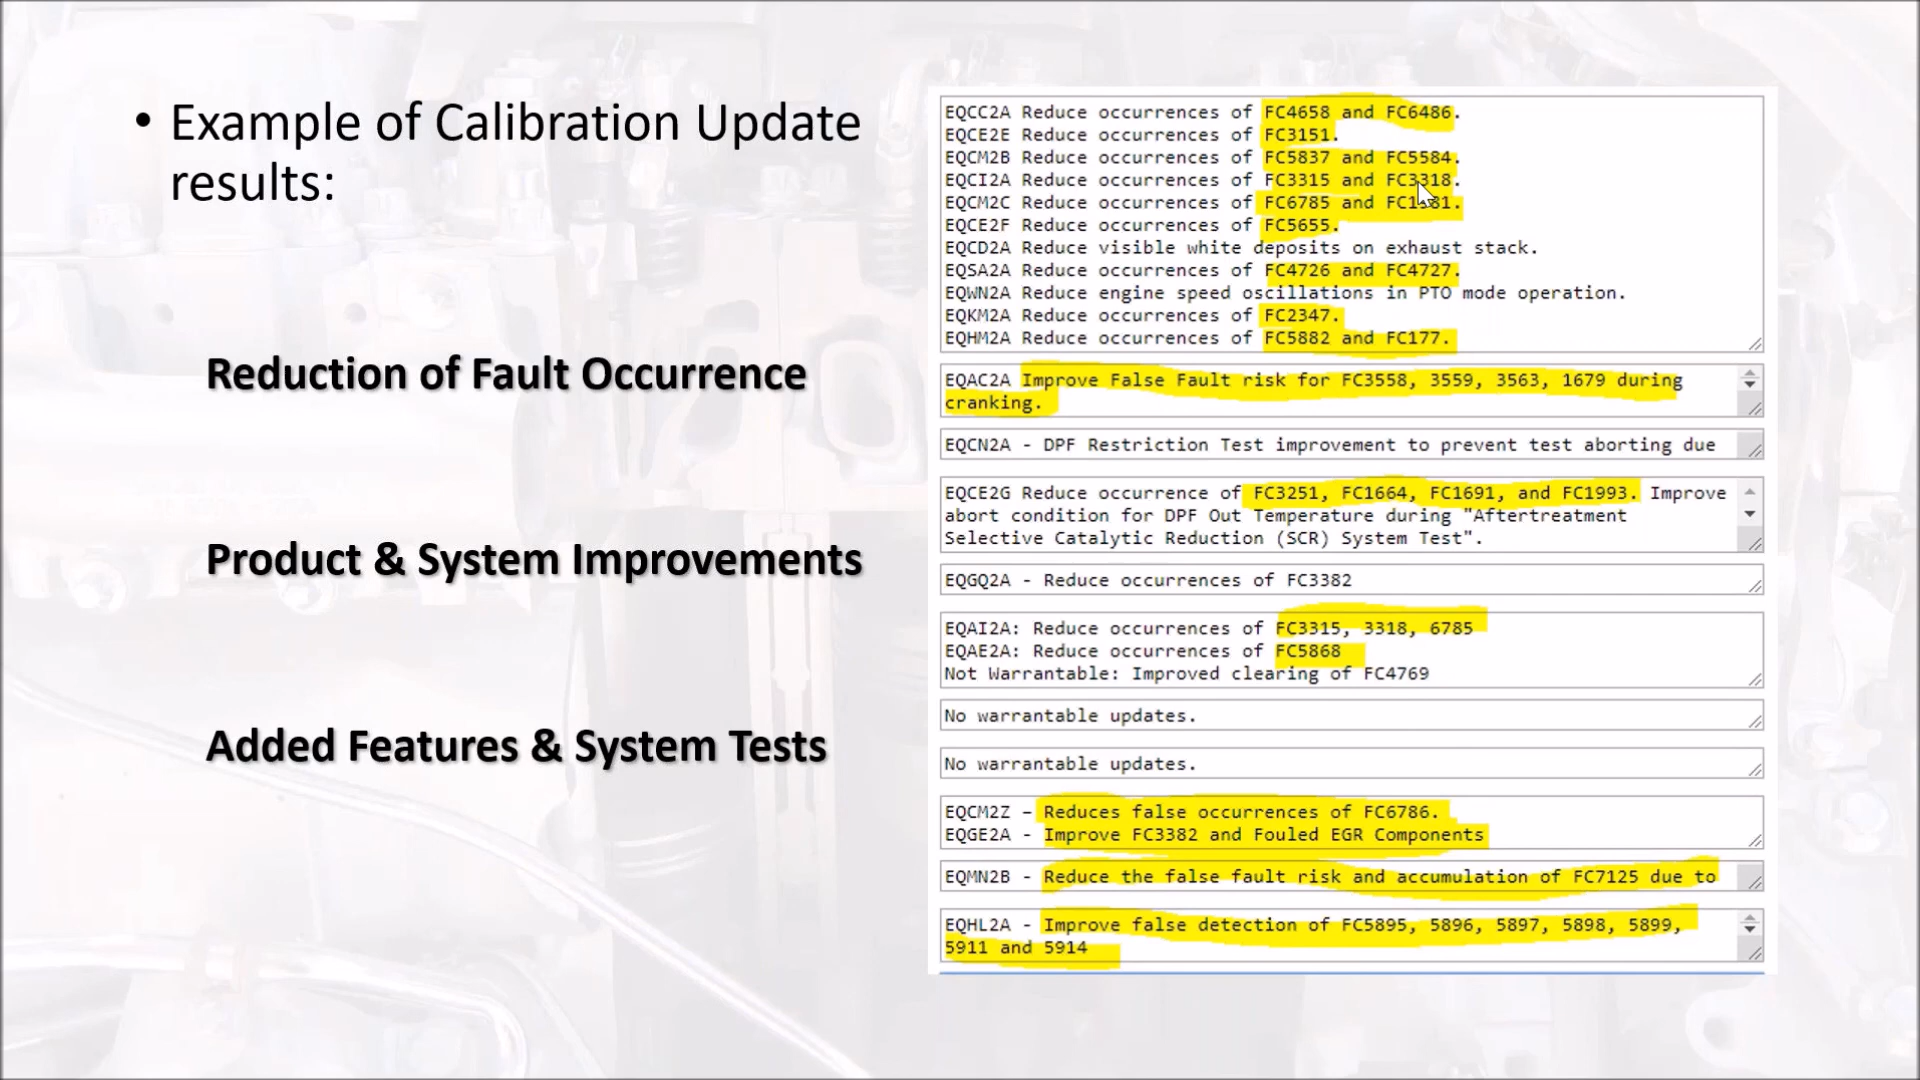 • Example of Calibration Update
results:
Reduction of Fault Occurrence
Product & System Improvements
Added Features & System Tests
EQCC2A Reduce occurrences of FC4658 and FC6486.
EQCE2E Reduce occurrences of FC3151.
EQCM2B Reduce occurrences of FC5837 and FC5584.
EQCI2A Reduce occurrences of FC3315 and FC3318.
EQCM2C Reduce occurrences of FC6785 and
EQCE2F Reduce occurrences of FC5655.
EQCD2A Reduce visible white deposits on exhaust stack.
EQSA2A Reduce occurrences of FC4726 and FC4727.
EQWN2A Reduce engine speed oscillations in PTO mode operation.
EQKM2A Reduce occurrences of FC2347.
EQHM2A Reduce occurrences of FC5882 and FC177.
EQAC2A Improve False Fault risk for FC3558, 3559, 3563, 1679 during
cranking.
EQCN2A - DPF Restriction Test improvement to prevent test aborting due
EQCE2G Reduce occurrence of FC3251, FC1664, FC1691, and FC1993. Improve
abort condition for DPF Out Temperature during "Aftertreatment
Selective Catalytic Reduction (SCR) System Test".
EQGQ2A - Reduce occurrences of FC3382
EQAI2A: Reduce occurrences of FC3315, 3318, 6785
EQAE2A: Reduce occurrences of FC5868
Not Warrantable: Improved clearing of FC4769
No warrantable updates.
No warrantable updates.
EQCM2Z – Reduces false occurrences of FC6786.
EQGE2A - Improve FC3382 and Fouled EGR Components
EQMN2B - Reduce the false fault risk and accumulation of FC7125 due to
EQHL2A - Improve false detection of FC5895, 5896, 5897, 5898, 5899,
5911 and 5914